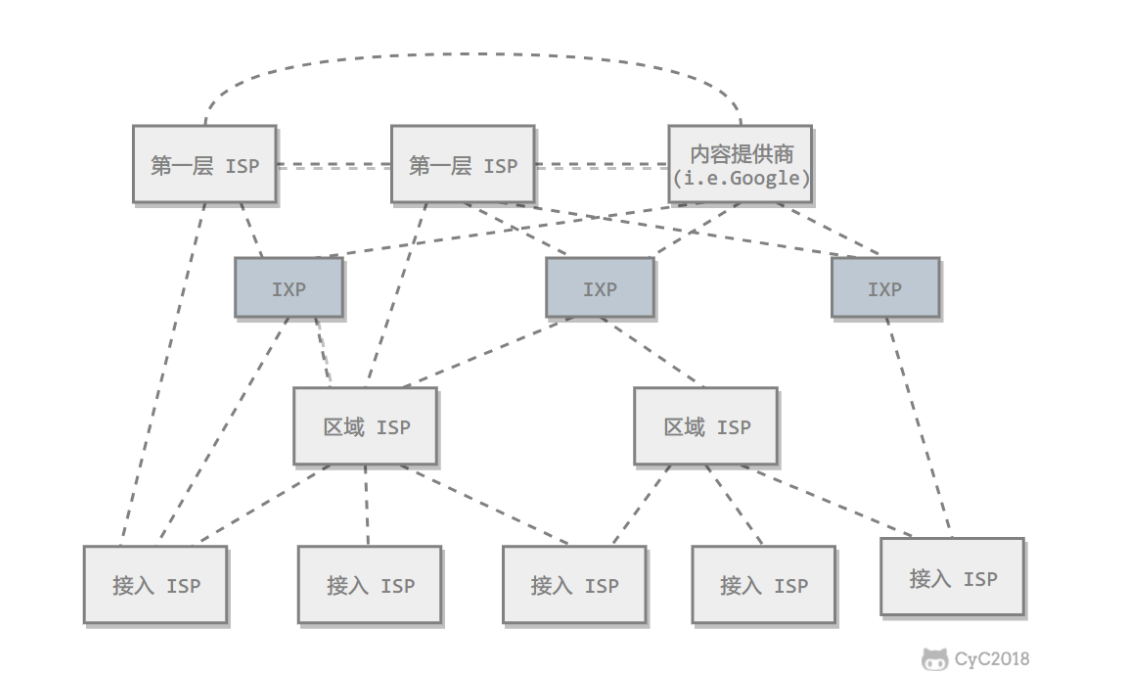 第一层 ISP
第一层 ISP
内容提供商
(i.e.Google)
IXP
IXP
IXP
区域 ISP
区域 ISP
接入 ISP
接入 ISP
接入 ISP
接入 ISP
接入 ISP
CyC2018